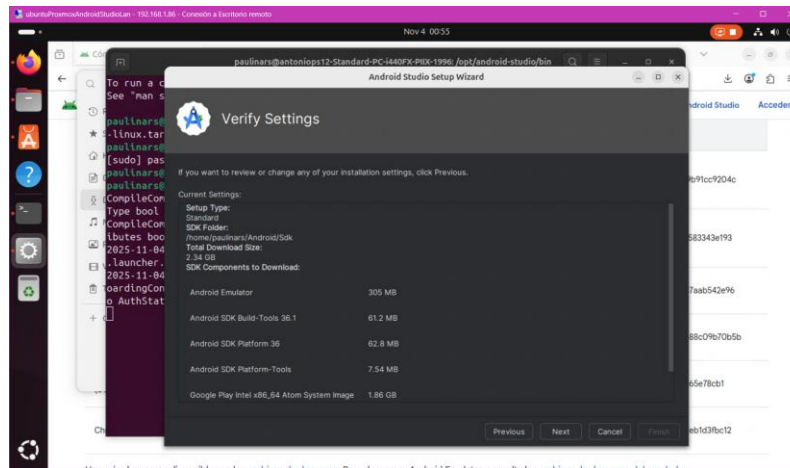 ubuntuProxmoxAndroidStudioLan - 192.168.1.86 - Conexión a Escritorio remoto
Nov 4 00:55
paulinars@antoniops12-Standard-PC-i440FX-PIIX-1996: /opt/android-studio/bin
Android Studio Setup Wizard
To run a c
See "man s
paulinars@
-linux.tar
paulinars@
[sudo] pas
paulinars@
paulinars@
CompileCom
Type bool
CompileCom
ibutes boo
2025-11-04
.launcher.
2025-11-04
oardingCon
o AuthStat
Verify Settings
If you want to review or change any of your installation settings, click Previous.
Current Settings:
Setup Type:
Standard
SDK Folder:
/home/paulinars/Android/Sdk
Total Download Size:
2.34 GB
SDK Components to Download:
Android Emulator 305 MB
Android SDK Build-Tools 36.1 61.2 MB
Android SDK Platform 36 62.8 MB
Android SDK Platform-Tools 7.54 MB
Google Play Intel x86_64 Atom System Image 1.86 GB
Previous Next Cancel Finish
ndroid Studio Acceder
9b91cc9204c
583343e193
7aab542e96
88c09b70b5b
65e78cb1
eb1d3fbc12
Ch